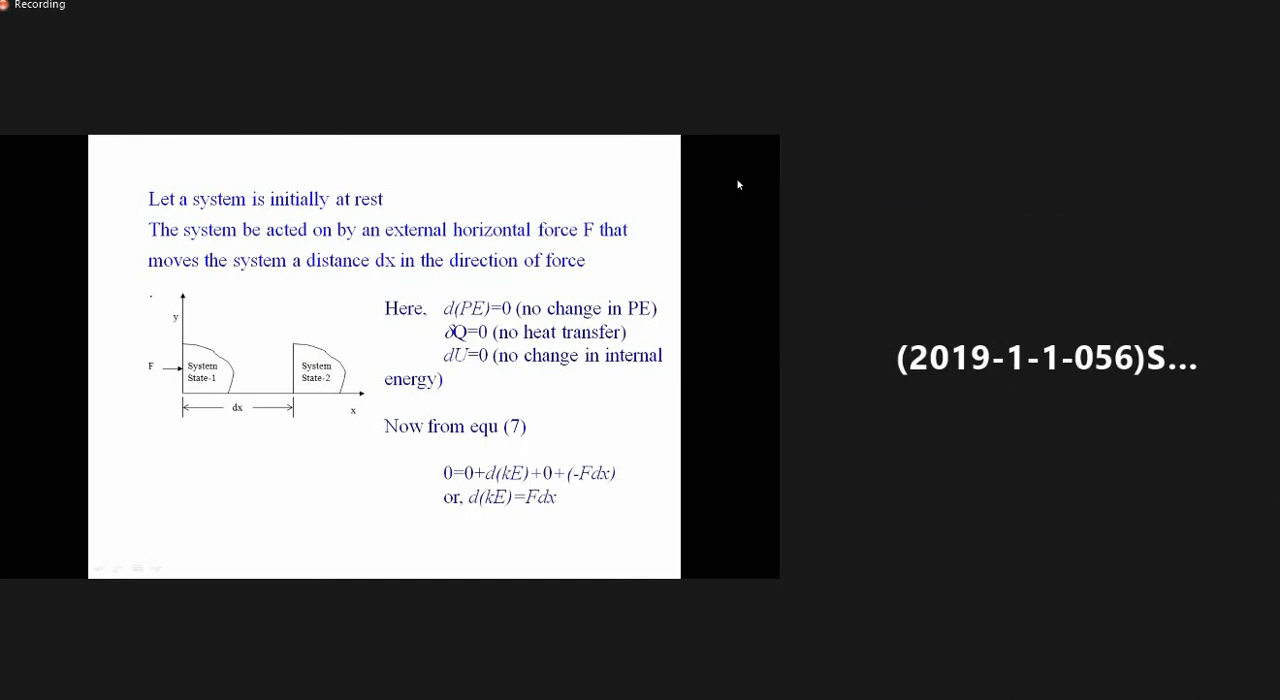 Recording
Let a system is initially at rest
The system be acted on by an external horizontal force F that
moves the system a distance dx in the direction of force
y
F
System
State-1
System
State-2
dx
x
Here, d(PE)=0 (no change in PE)
δQ=0 (no heat transfer)
dU=0 (no change in internal
energy)
Now from equ (7)
0=0+d(kE)+0+(-Fdx)
or, d(kE)=Fdx
(2019-1-1-056)S...